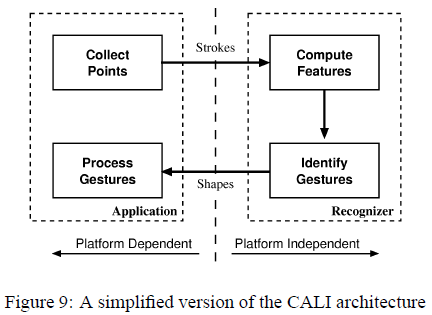 Collect
Points
Strokes
Compute
Features
Process
Gestures
Shapes
Identify
Gestures
Application
Recognizer
Platform Dependent
Platform Independent
Figure 9: A simplified version of the CALI architecture